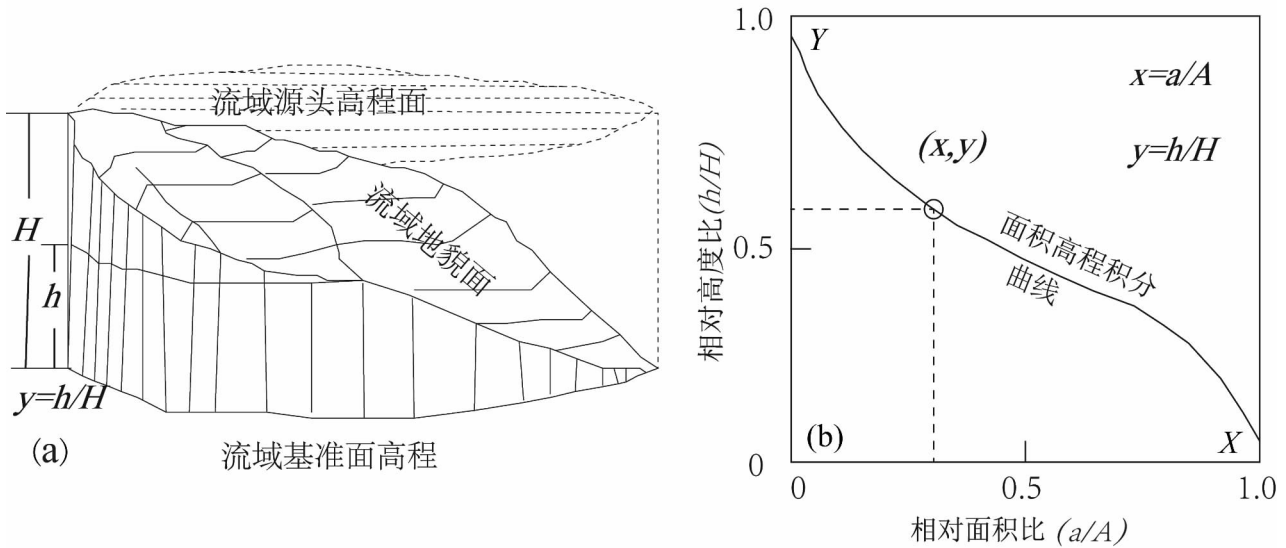 流域源头高程面
流域地貌面
H
h
y=h/H
(a)
流域基准面高程
1.0
Y
x=a/A
y=h/H
(x,y)
相对高度比(h/H)
0.5
面积高程积分
曲线
(b)
X
0
0
0.5
1.0
相对面积比 (a/A)